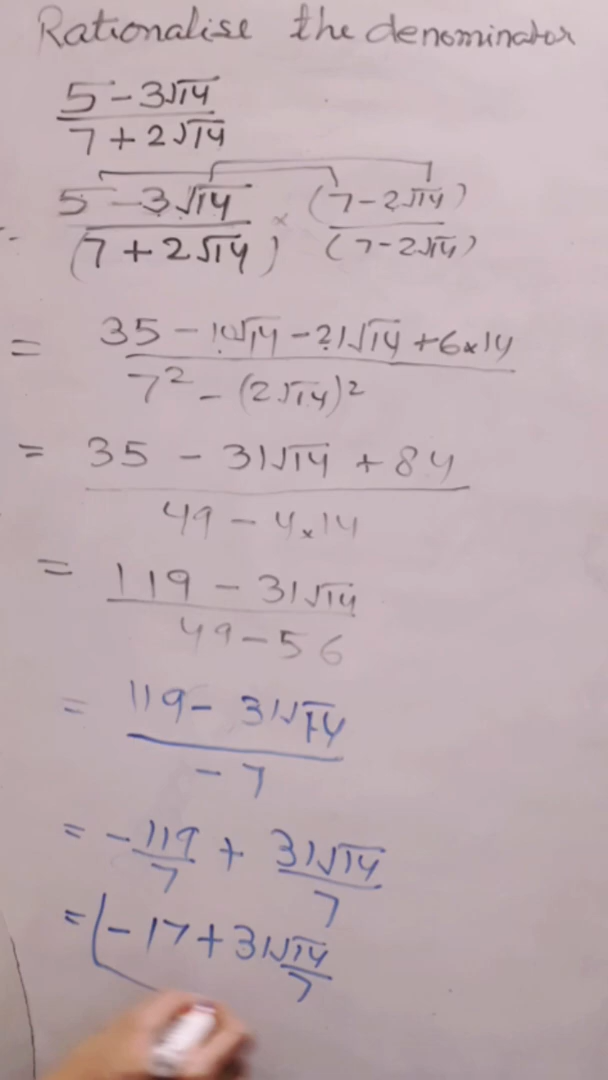 Rationalise the denominator
5 - 3√14
7 + 2√14
5 - 3√14 × (7 - 2√14)
(7 + 2√14) (7 - 2√14)
= 35 - 10√14 - 21√14 + 6×14
7² - (2√14)²
= 35 - 31√14 + 84
49 - 4×14
= 119 - 31√14
49 - 56
= 119 - 31√14
- 7
= - 119 + 31√14
7 7
= - 17 + 31√14
7